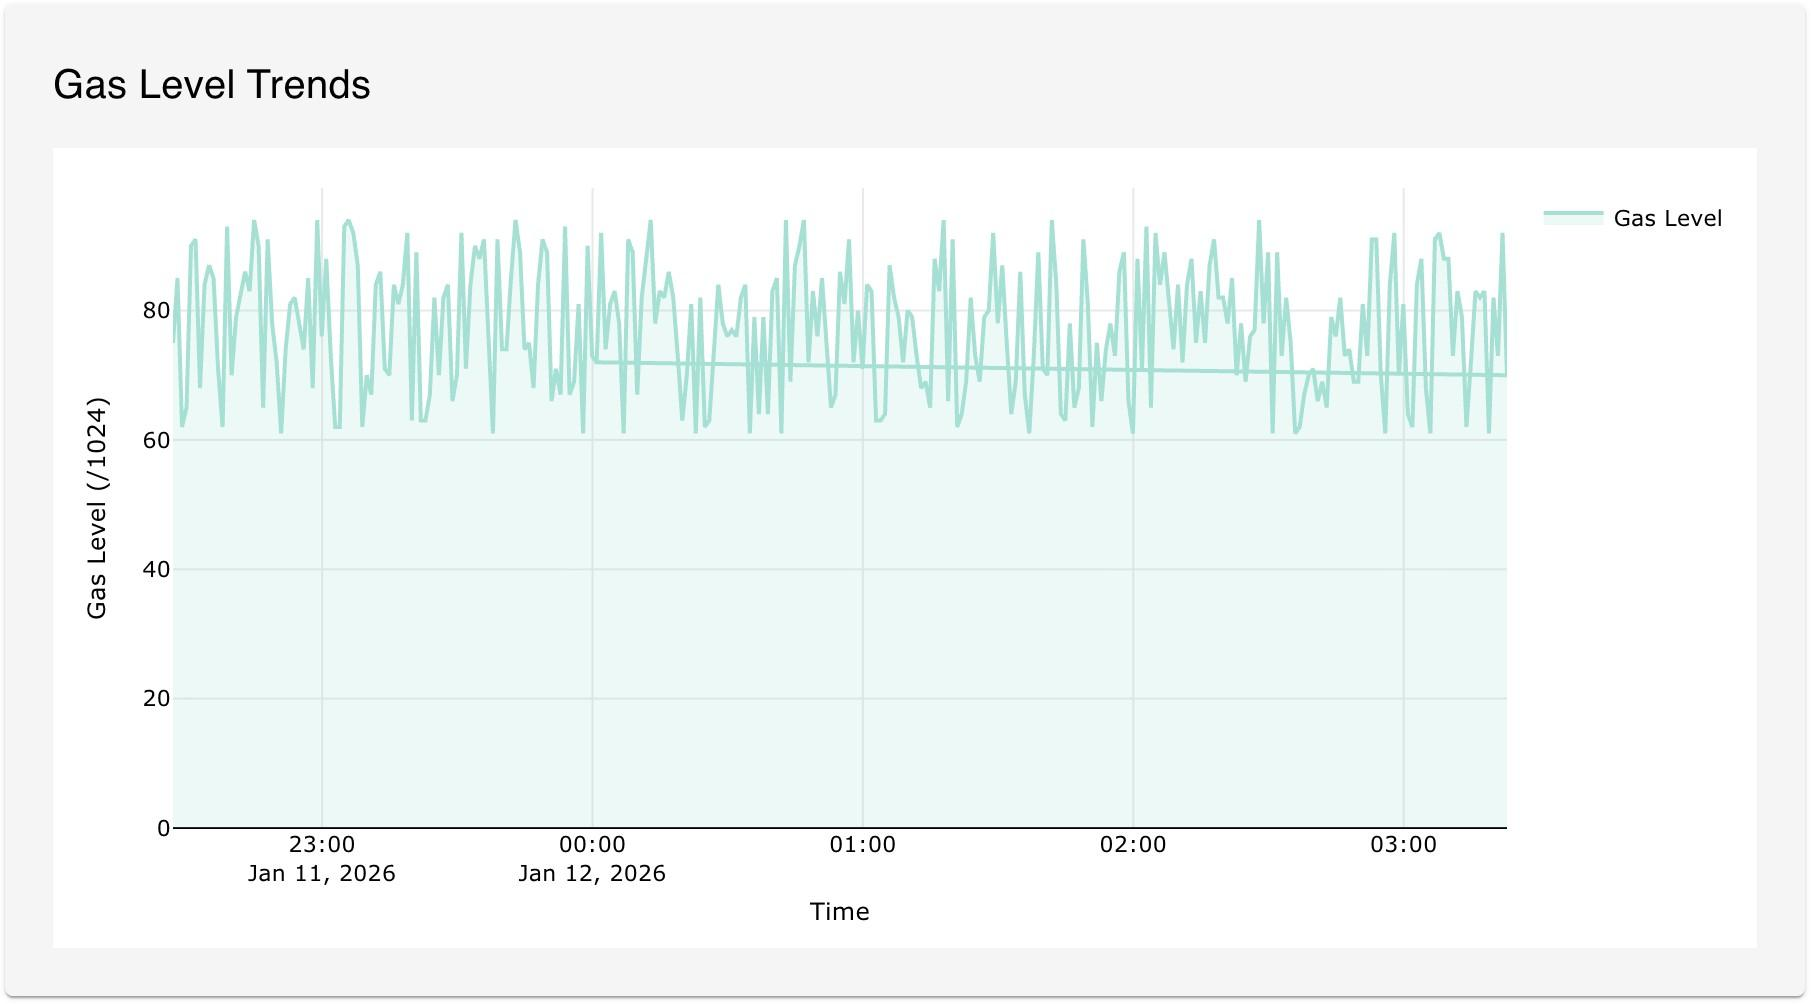 Gas Level Trends
Gas Level
Gas Level (/1024)
80
60
40
20
0
23:00
Jan 11, 2026
00:00
Jan 12, 2026
01:00
02:00
03:00
Time